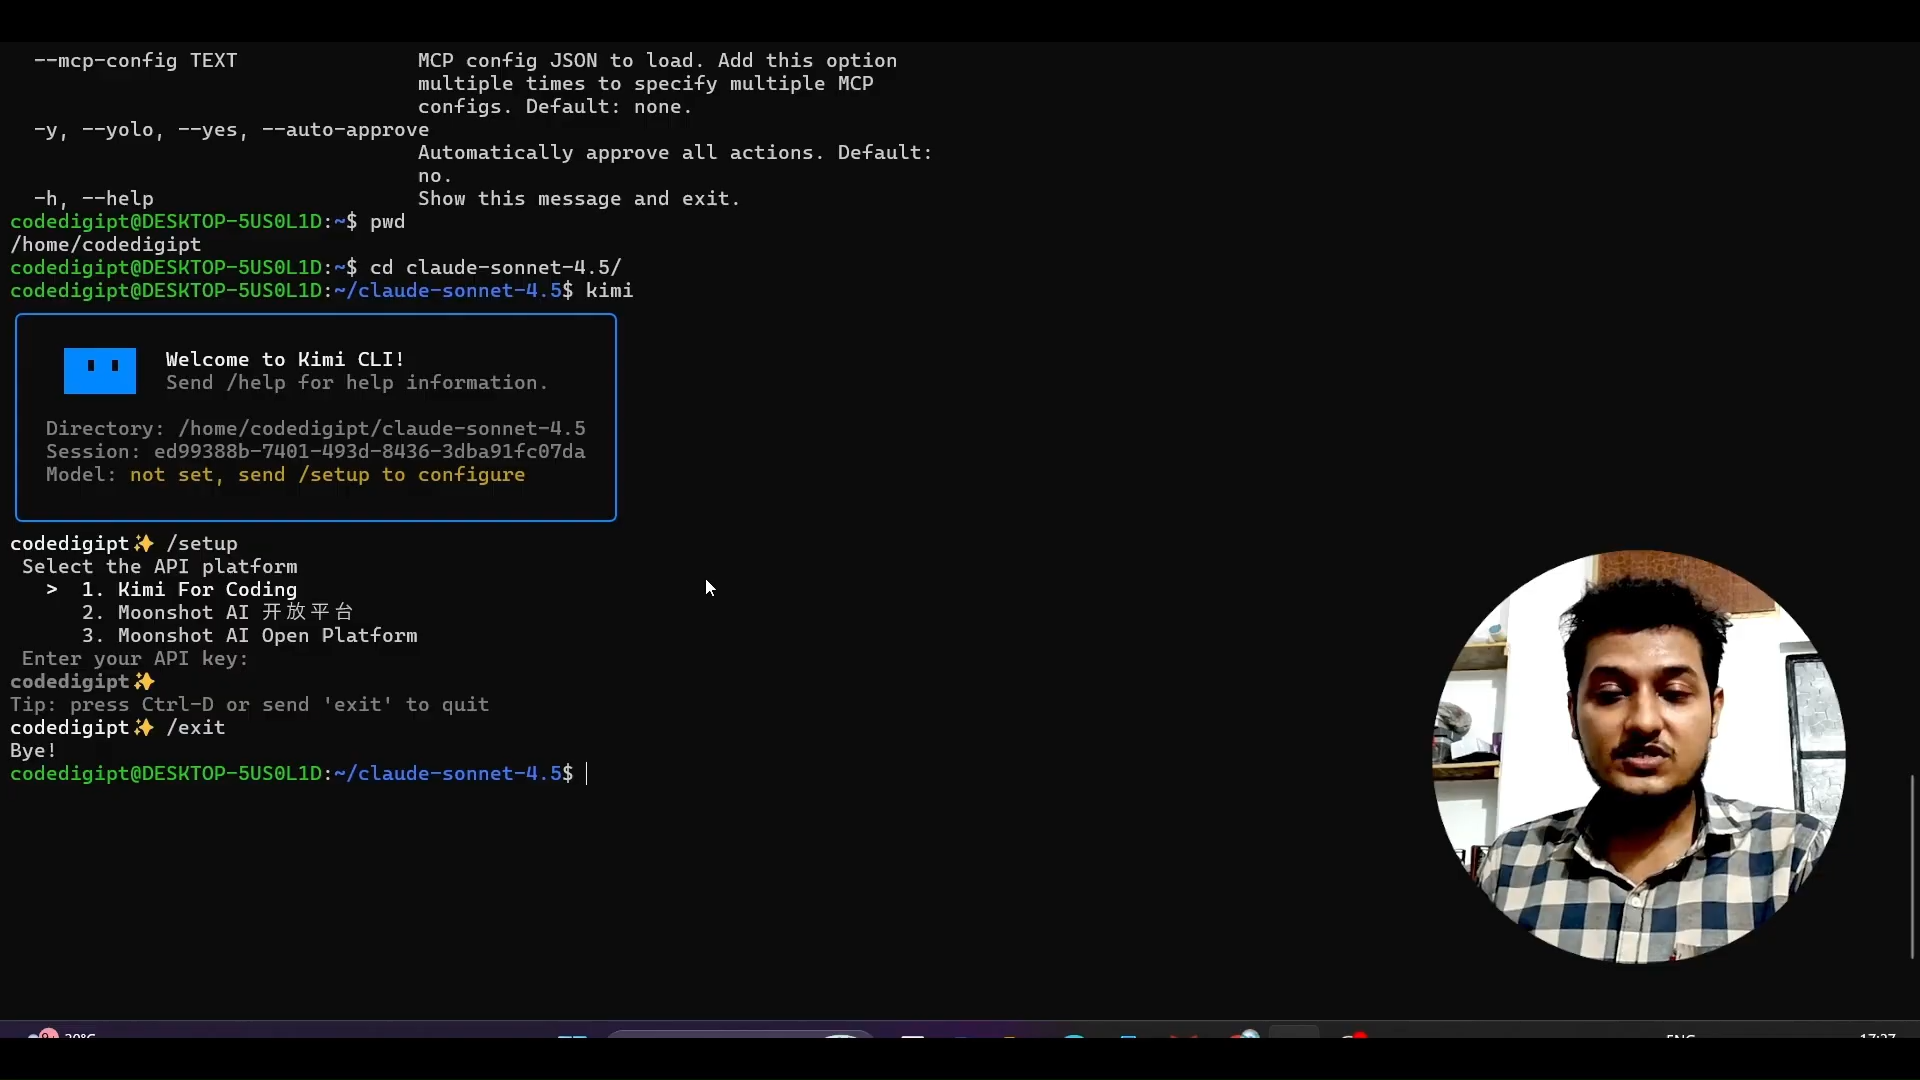 --mcp-config TEXT MCP config JSON to load. Add this option
multiple times to specify multiple MCP
configs. Default: none.
-y, --yolo, --yes, --auto-approve
Automatically approve all actions. Default:
no.
-h, --help Show this message and exit.
codedigipt@DESKTOP-5US0L1D:~$ pwd
/home/codedigipt
codedigipt@DESKTOP-5US0L1D:~$ cd claude-sonnet-4.5/
codedigipt@DESKTOP-5US0L1D:~/claude-sonnet-4.5$ kimi
Welcome to Kimi CLI!
Send /help for help information.
Directory: /home/codedigipt/claude-sonnet-4.5
Session: ed99388b-7401-493d-8436-3dba91fc07da
Model: not set, send /setup to configure
codedigipt✨ /setup
Select the API platform
> 1. Kimi For Coding
2. Moonshot AI 开放平台
3. Moonshot AI Open Platform
Enter your API key:
codedigipt✨
Tip: press Ctrl-D or send 'exit' to quit
codedigipt✨ /exit
Bye!
codedigipt@DESKTOP-5US0L1D:~/claude-sonnet-4.5$